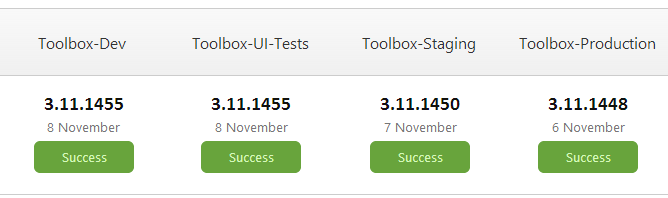 Toolbox-Dev Toolbox-UI-Tests Toolbox-Staging Toolbox-Production
3.11.1455 3.11.1455 3.11.1450 3.11.1448
8 November 8 November 7 November 6 November
Success Success Success Success